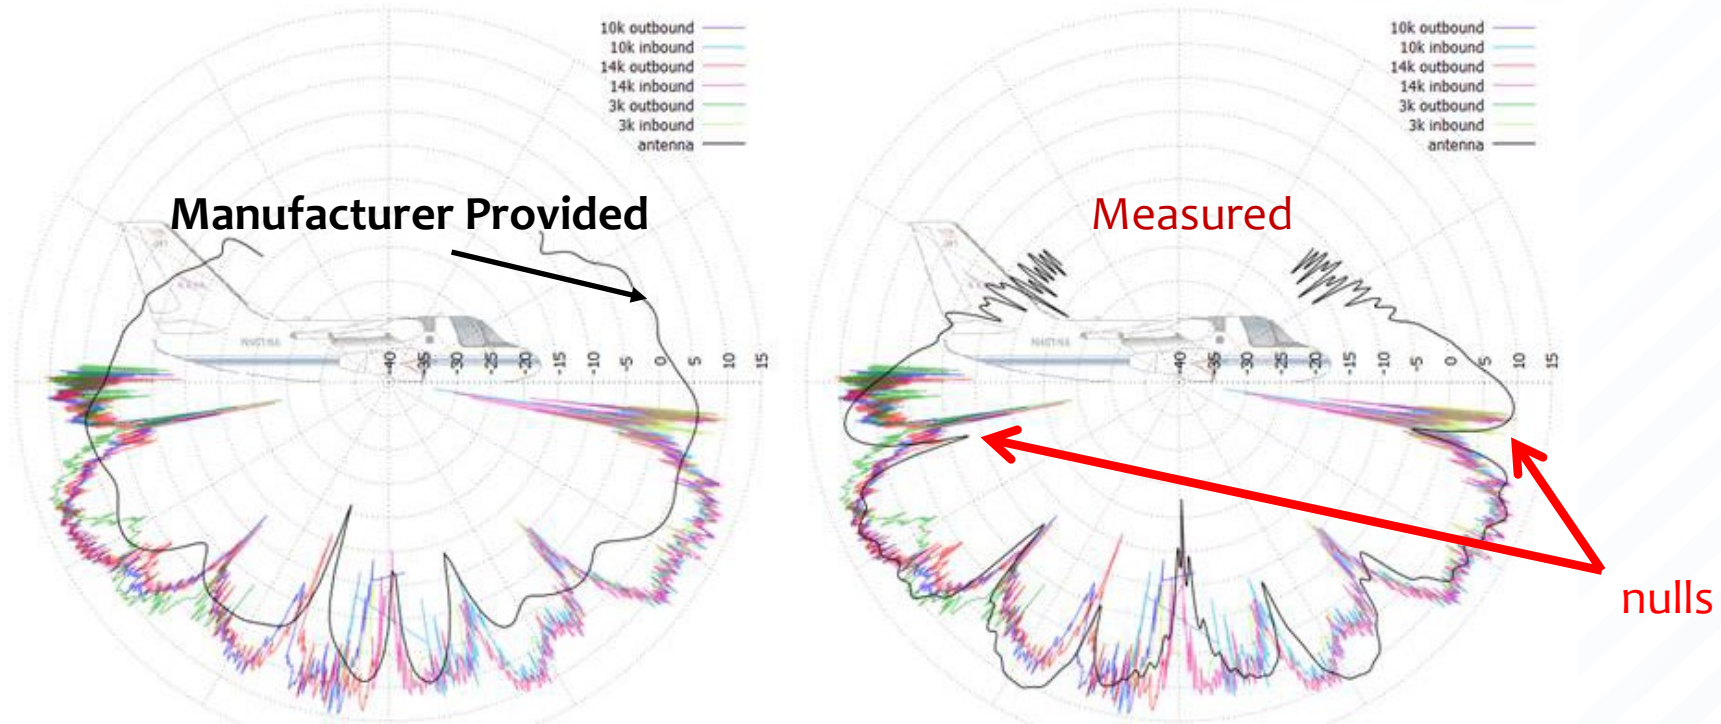 10k outbound
10k inbound
14k outbound
14k inbound
3k outbound
3k inbound
antenna
Manufacturer Provided
-40
-35
-30
-25
-20
-15
-10
-5
0
5
10
15
10k outbound
10k inbound
14k outbound
14k inbound
3k outbound
3k inbound
antenna
Measured
-40
-35
-30
-25
-20
-15
-10
-5
0
5
10
15
nulls